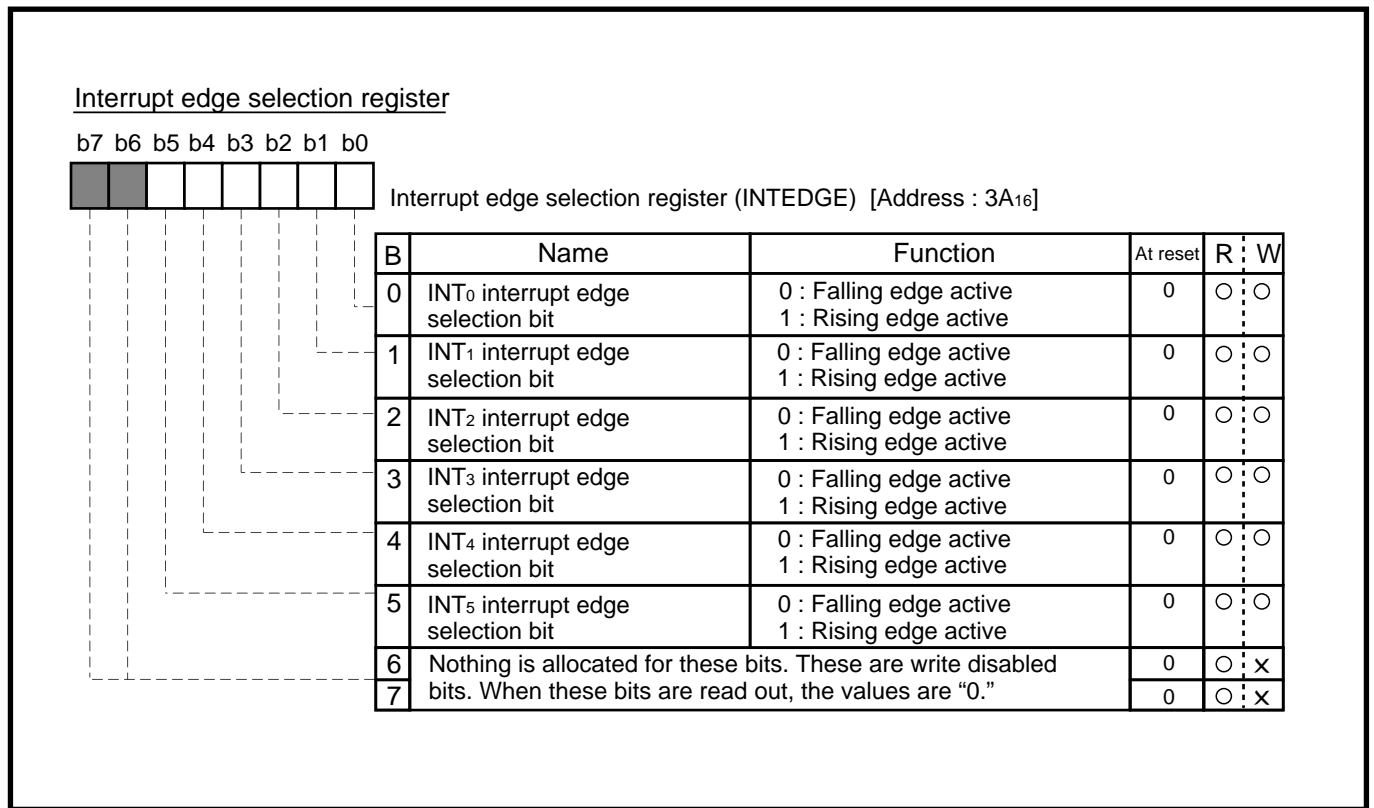 Interrupt edge selection register
b7 b6 b5 b4 b3 b2 b1 b0
Interrupt edge selection register (INTEDGE) [Address : 3A16]
B Name Function At reset R W
0 INT0 interrupt edge 0 : Falling edge active 0 ○ ○
selection bit 1 : Rising edge active
1 INT1 interrupt edge 0 : Falling edge active 0 ○ ○
selection bit 1 : Rising edge active
2 INT2 interrupt edge 0 : Falling edge active 0 ○ ○
selection bit 1 : Rising edge active
3 INT3 interrupt edge 0 : Falling edge active 0 ○ ○
selection bit 1 : Rising edge active
4 INT4 interrupt edge 0 : Falling edge active 0 ○ ○
selection bit 1 : Rising edge active
5 INT5 interrupt edge 0 : Falling edge active 0 ○ ○
selection bit 1 : Rising edge active
6 Nothing is allocated for these bits. These are write disabled 0 ○ ×
7 bits. When these bits are read out, the values are “0.” 0 ○ ×